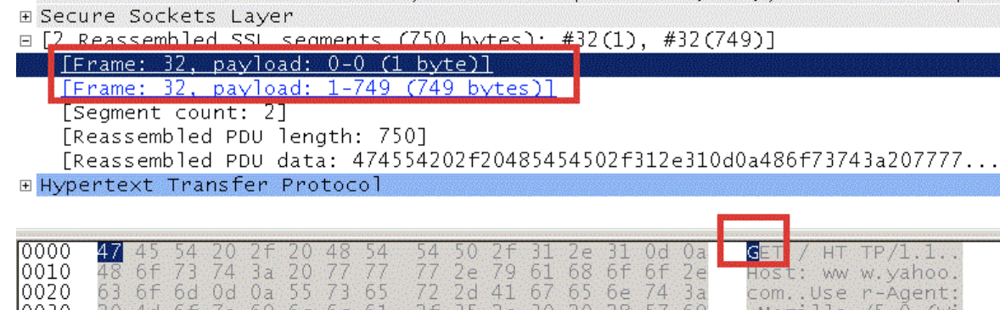 Secure Sockets Layer
[2 Reassembled SSL segments (750 bytes): #32(1), #32(749)]
[Frame: 32, payload: 0-0 (1 byte)]
[Frame: 32, payload: 1-749 (749 bytes)]
[Segment count: 2]
[Reassembled PDU length: 750]
[Reassembled PDU data: 474554202f20485454502f312e310d0a486f73743a207777...
Hypertext Transfer Protocol
0000 47 45 54 20 2f 20 48 54 54 50 2f 31 2e 31 0d 0a GET / HT TP/1.1..
0010 48 6f 73 74 3a 20 77 77 77 2e 79 61 68 6f 6f 2e Host: ww w.yahoo.
0020 63 6f 6d 0d 0a 55 73 65 72 2d 41 67 65 6e 74 3a com..Use r-Agent: